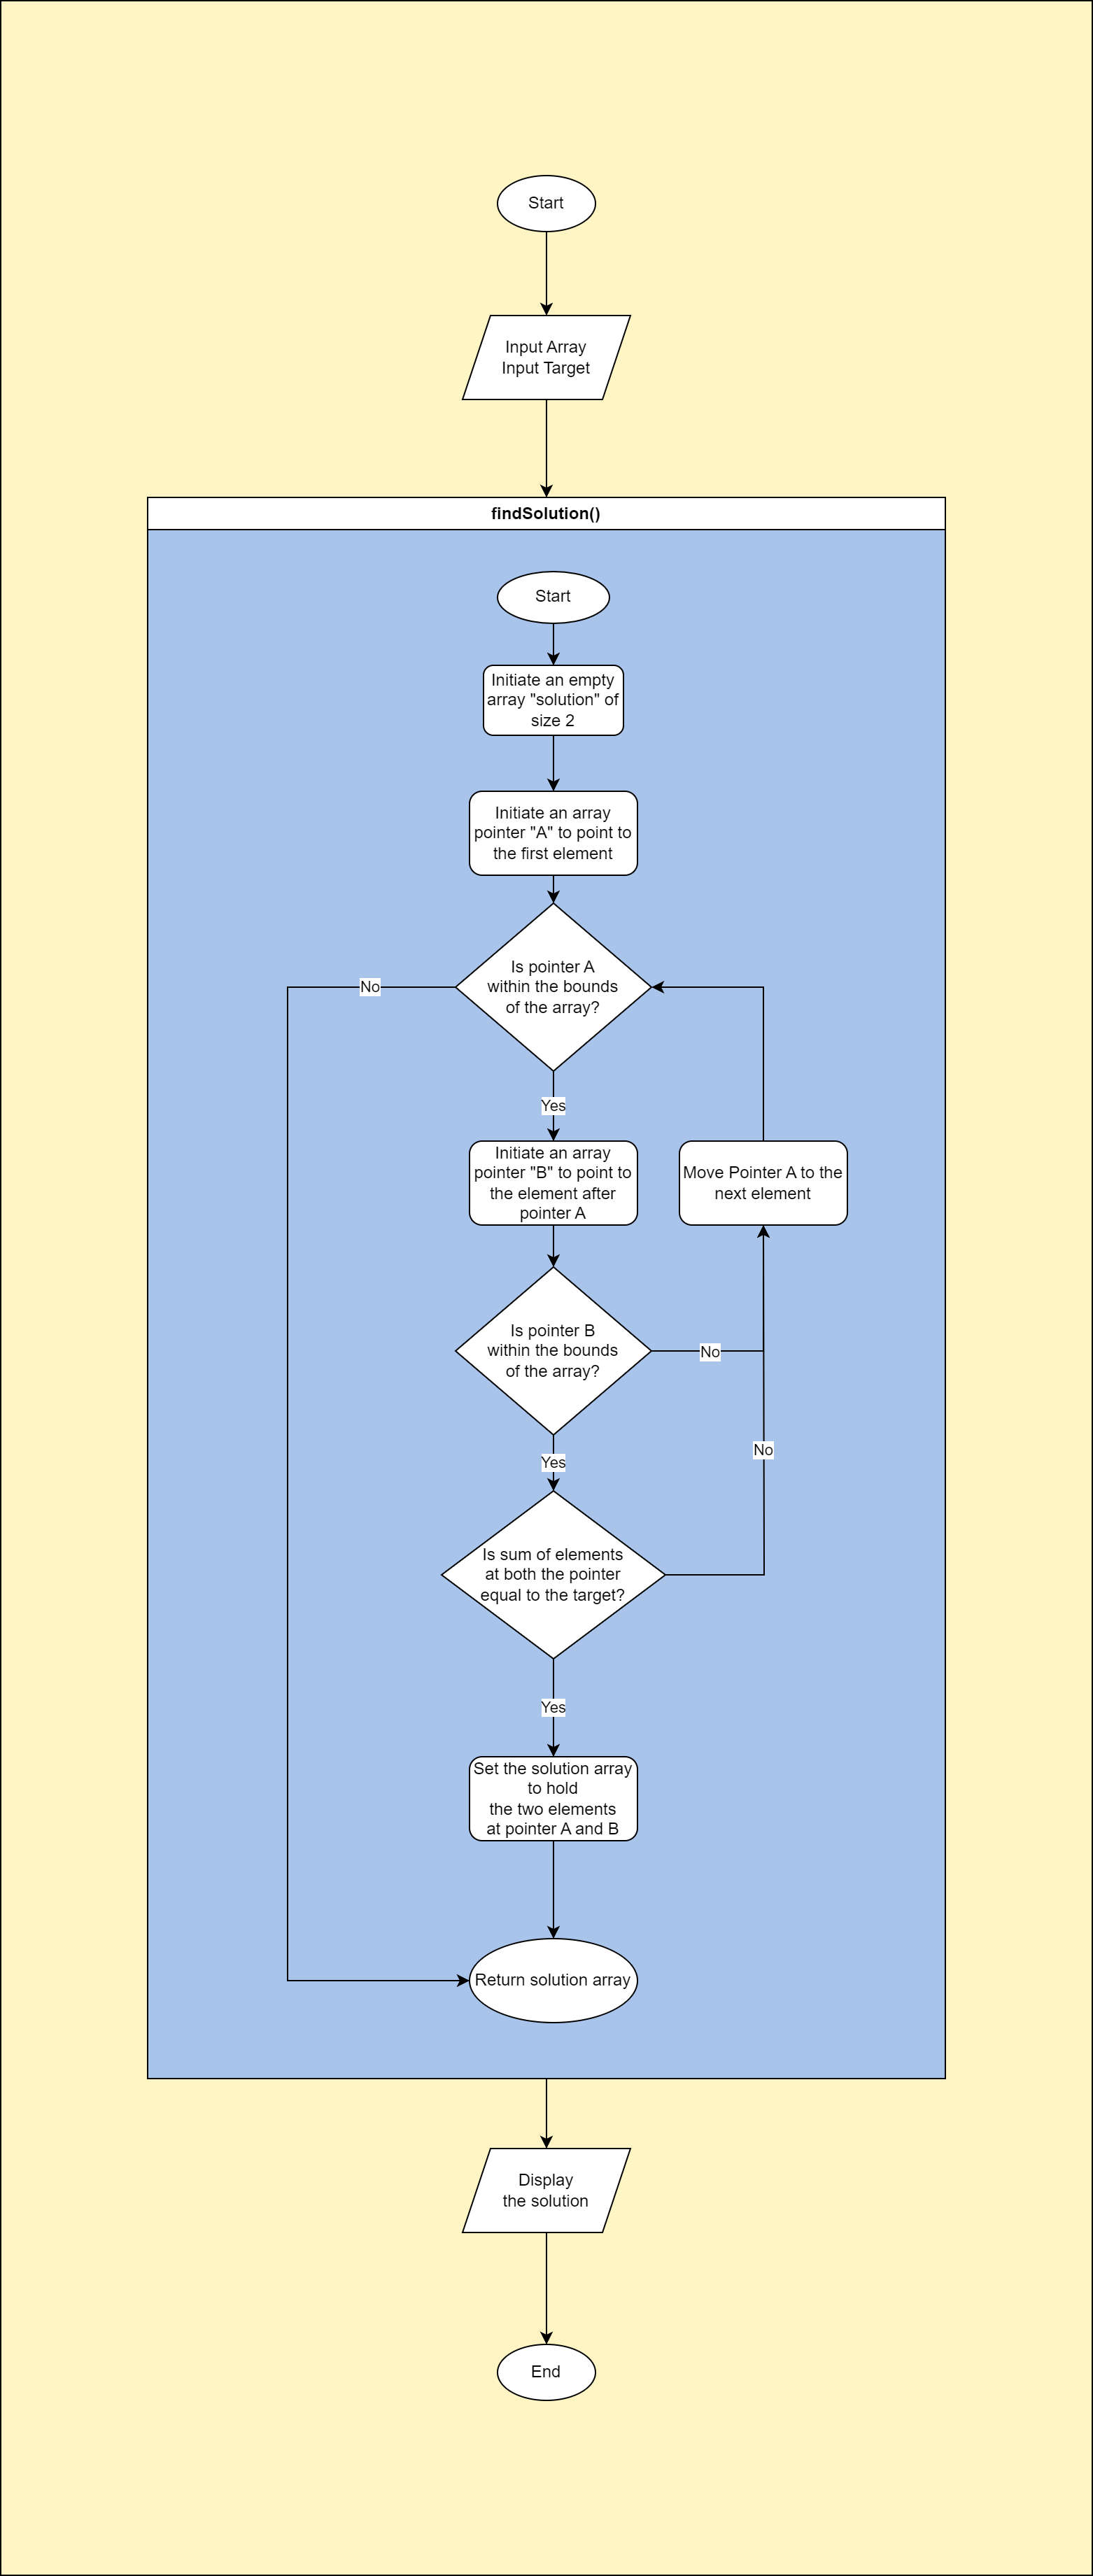 Start
Input Array
Input Target
findSolution()
Start
Initiate an empty
array "solution" of
size 2
Initiate an array
pointer "A" to point to
the first element
Is pointer A
within the bounds
of the array?
No
Yes
Initiate an array
pointer "B" to point to
the element after
pointer A
Move Pointer A to the
next element
Is pointer B
within the bounds
of the array?
No
No
Yes
Is sum of elements
at both the pointer
equal to the target?
Yes
Set the solution array
to hold
the two elements
at pointer A and B
Return solution array
Display
the solution
End